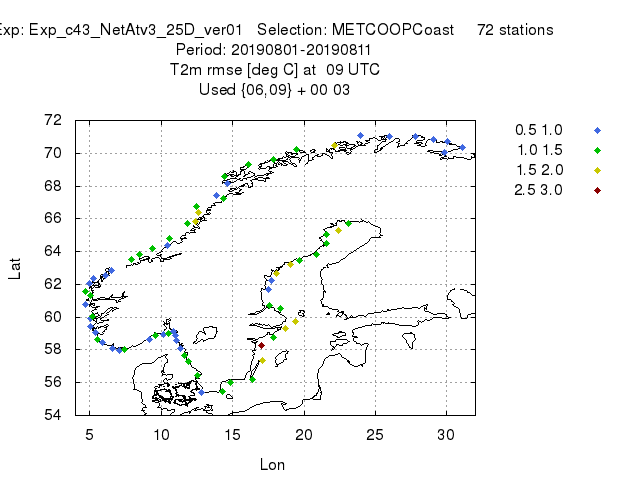 Exp: Exp_c43_NetAtv3_25D_ver01 Selection: METCOOPCoast 72 stations
Period: 20190801-20190811
T2m rmse [deg C] at 09 UTC
Used {06,09} + 00 03
72
70
68
66
64
62
60
58
56
54
Lat
5 10 15 20 25 30
Lon
0.5 1.0
1.0 1.5
1.5 2.0
2.5 3.0